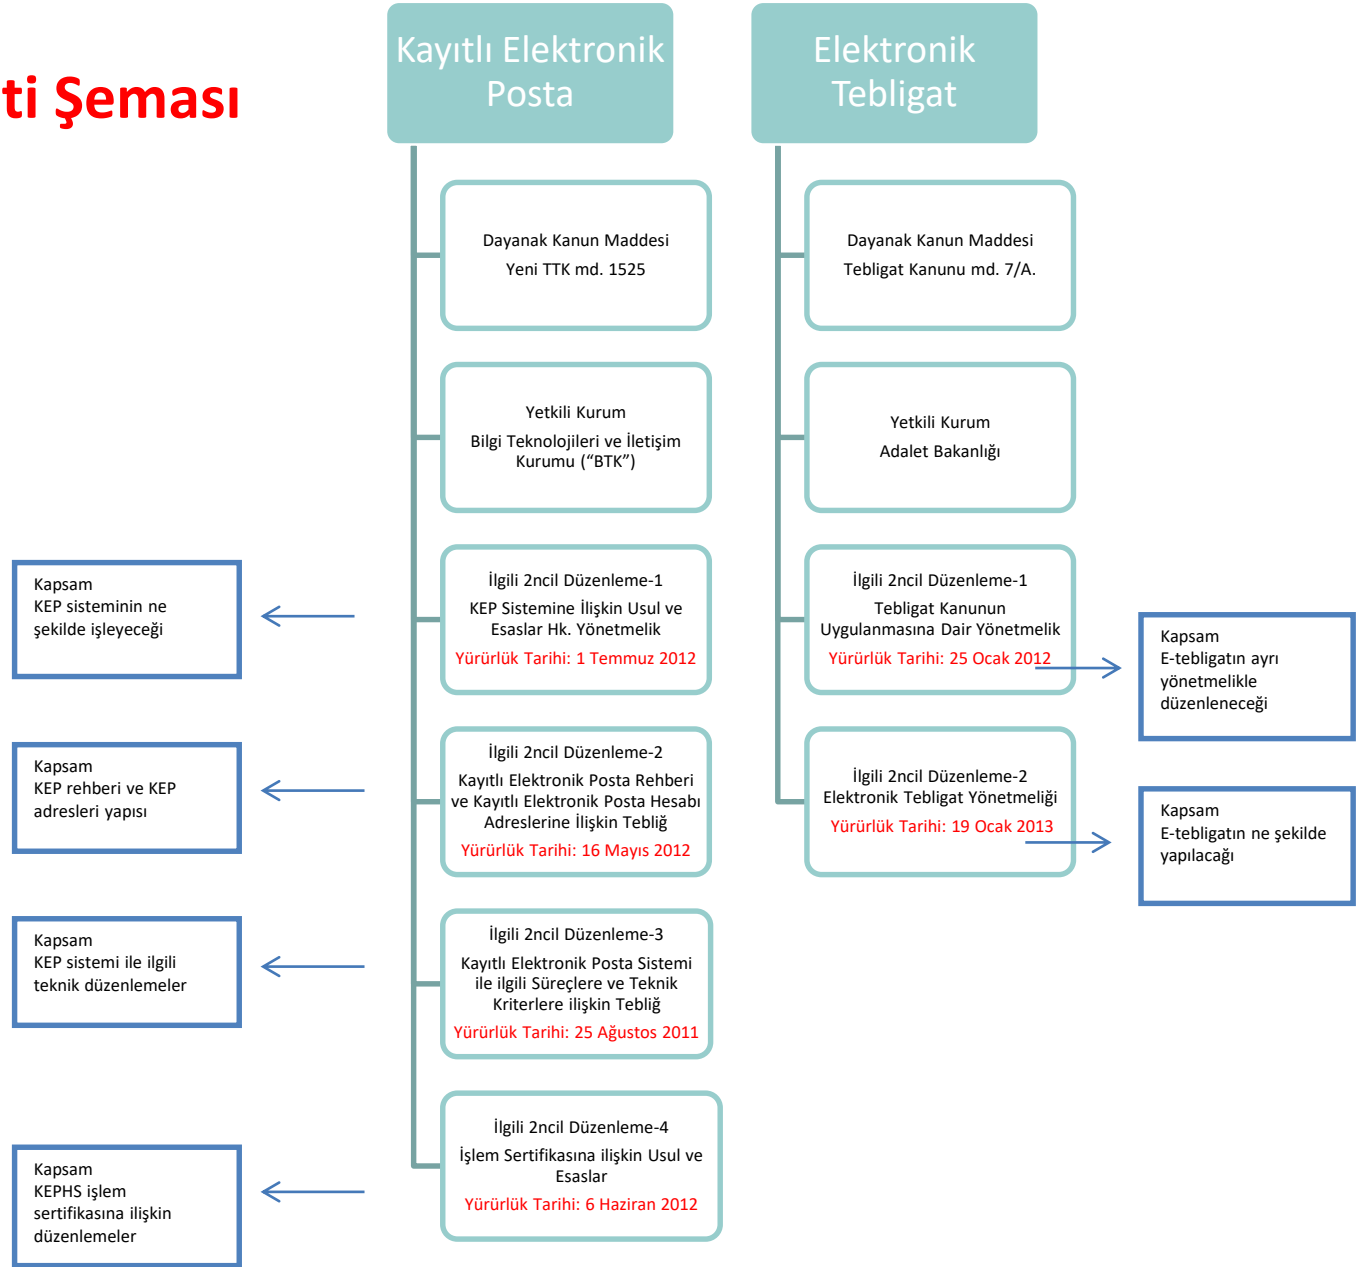 ti Şeması
Kayıtlı Elektronik
Posta
Dayanak Kanun Maddesi
Yeni TTK md. 1525
Yetkili Kurum
Bilgi Teknolojileri ve İletişim
Kurumu (“BTK”)
İlgili 2ncil Düzenleme-1
KEP Sistemine İlişkin Usul ve
Esaslar Hk. Yönetmelik
Yürürlük Tarihi: 1 Temmuz 2012
Kapsam
KEP sisteminin ne
şekilde işleyeceği
İlgili 2ncil Düzenleme-2
Kayıtlı Elektronik Posta Rehberi
ve Kayıtlı Elektronik Posta Hesabı
Adreslerine İlişkin Tebliğ
Yürürlük Tarihi: 16 Mayıs 2012
Kapsam
KEP rehberi ve KEP
adresleri yapısı
İlgili 2ncil Düzenleme-3
Kayıtlı Elektronik Posta Sistemi
ile ilgili Süreçlere ve Teknik
Kriterlere ilişkin Tebliğ
Yürürlük Tarihi: 25 Ağustos 2011
Kapsam
KEP sistemi ile ilgili
teknik düzenlemeler
İlgili 2ncil Düzenleme-4
İşlem Sertifikasına ilişkin Usul ve
Esaslar
Yürürlük Tarihi: 6 Haziran 2012
Kapsam
KEPHS işlem
sertifikasına ilişkin
düzenlemeler
Elektronik
Tebligat
Dayanak Kanun Maddesi
Tebligat Kanunu md. 7/A.
Yetkili Kurum
Adalet Bakanlığı
İlgili 2ncil Düzenleme-1
Tebligat Kanunun
Uygulanmasına Dair Yönetmelik
Yürürlük Tarihi: 25 Ocak 2012
Kapsam
E-tebligatın ayrı
yönetmelikle
düzenleneceği
İlgili 2ncil Düzenleme-2
Elektronik Tebligat Yönetmeliği
Yürürlük Tarihi: 19 Ocak 2013
Kapsam
E-tebligatın ne şekilde
yapılacağı